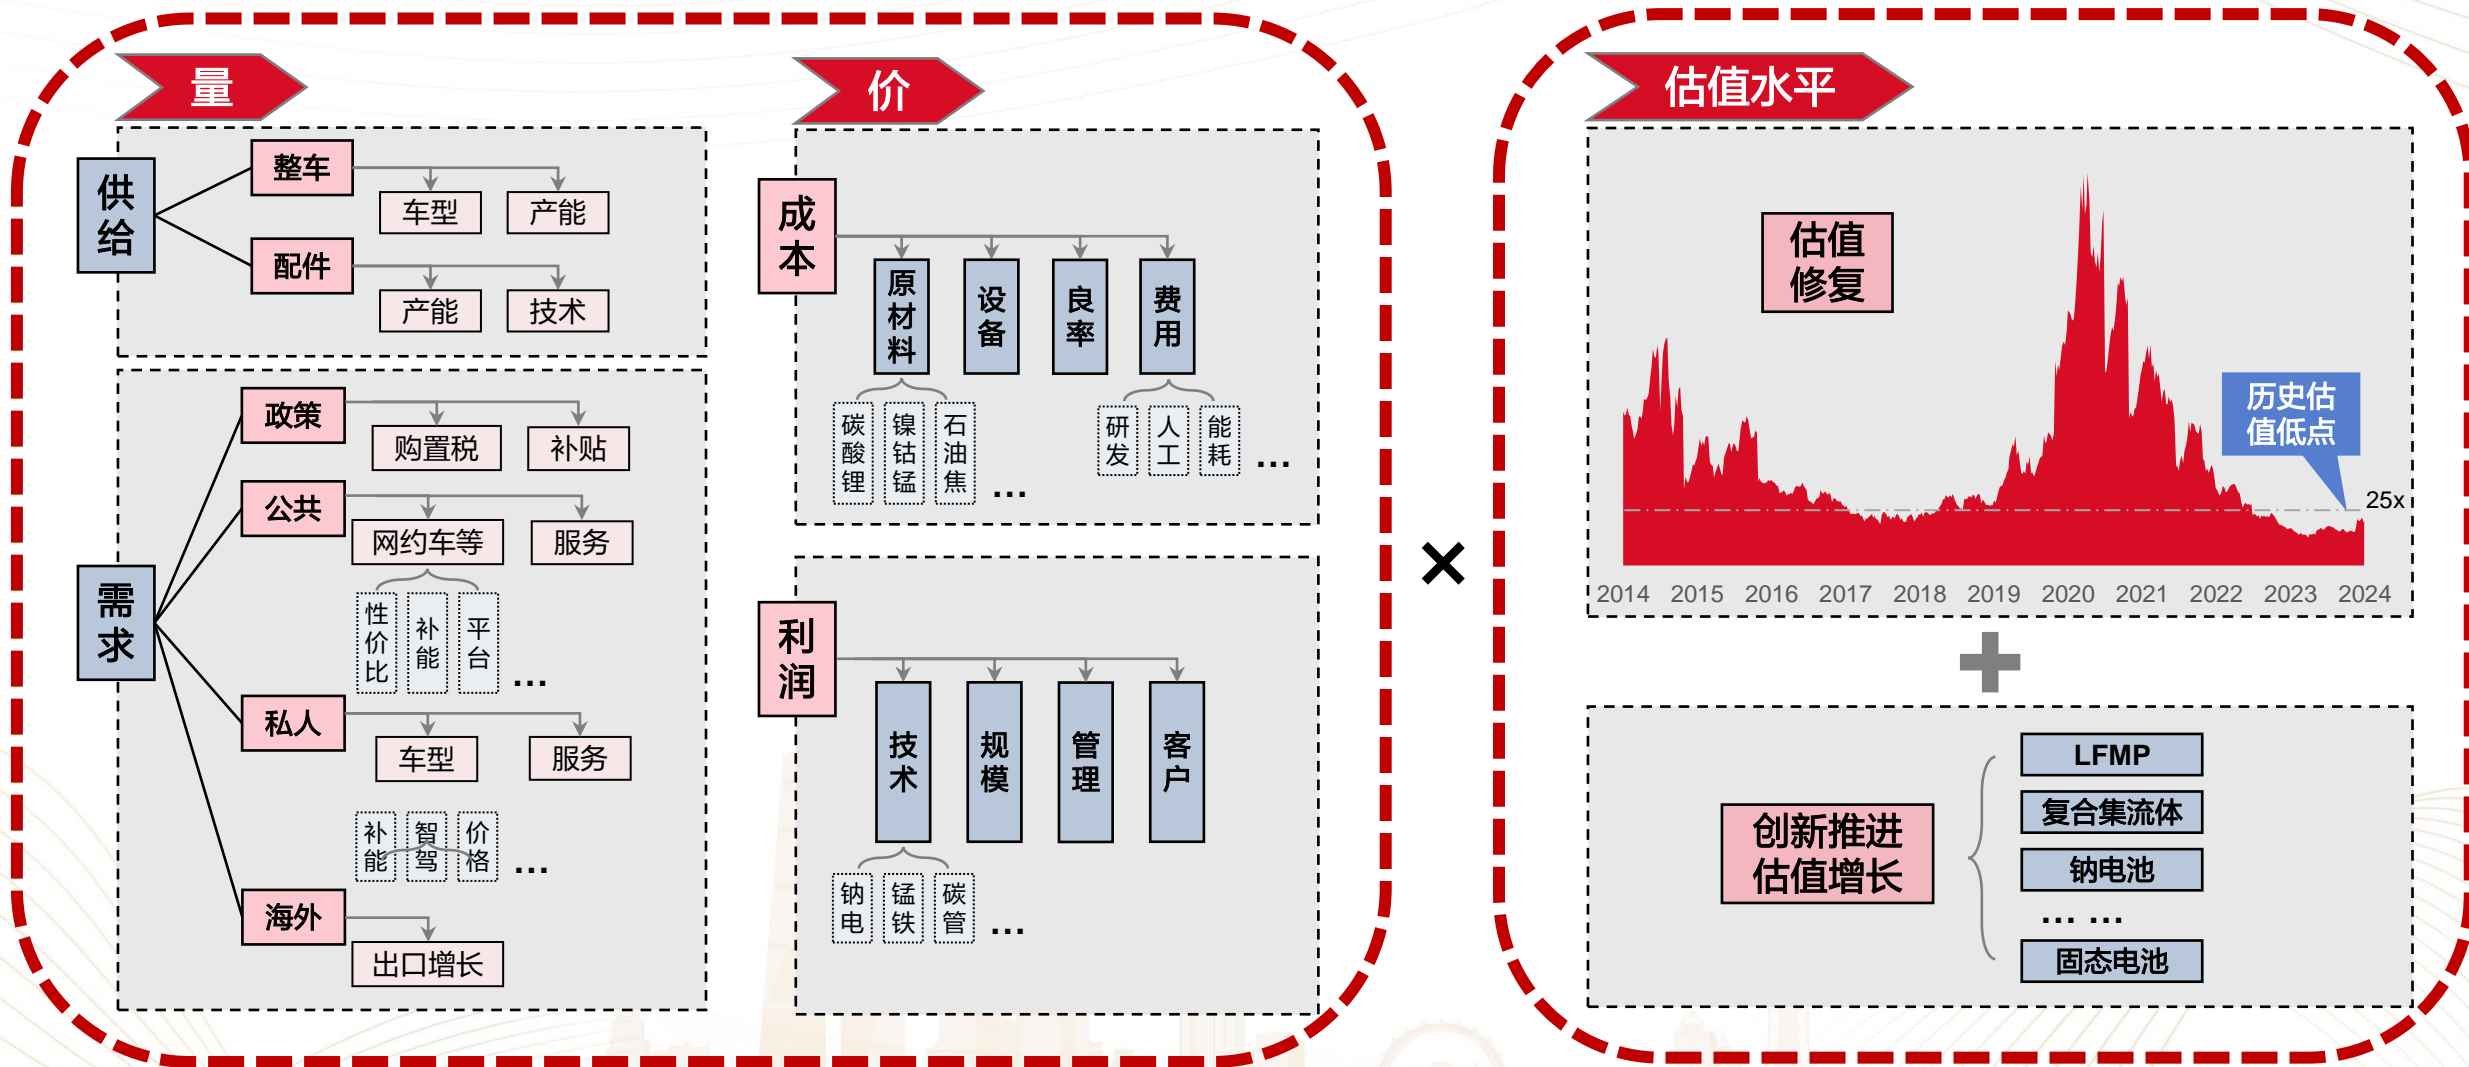 量
供
给
整车
车型
产能
配件
产能
技术
需
求
政策
购置税
补贴
公共
网约车等
服务
性
价
比
补
能
平
台
...
私人
车型
服务
补
能
智
驾
价
格
...
海外
出口增长
价
成
本
原
材
料
设
备
良
率
费
用
碳
酸
锂
镍
钴
锰
石
油
焦
...
研
发
人
工
能
耗
...
利
润
技
术
规
模
管
理
客
户
钠
电
锰
铁
碳
管
...
×
估值水平
估值
修复
历史估
值低点
25x
2014 2015 2016 2017 2018 2019 2020 2021 2022 2023 2024
创新推进
估值增长
LFMP
复合集流体
钠电池
... ...
固态电池